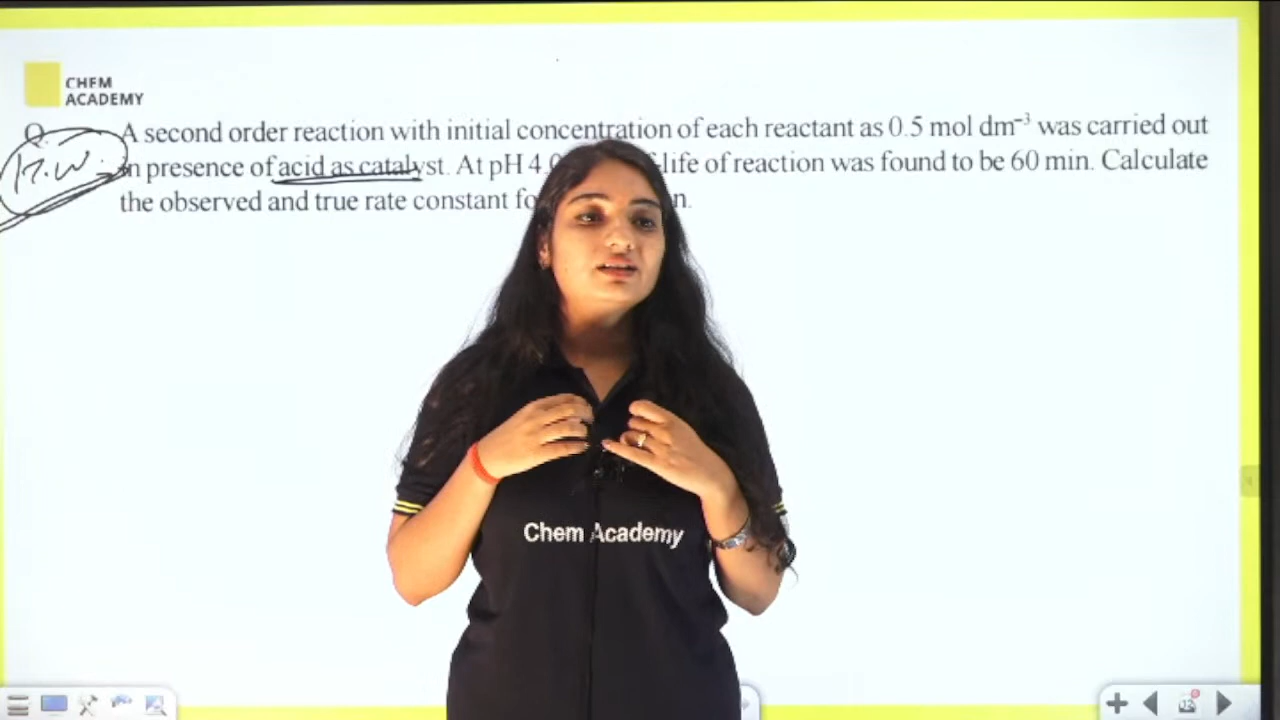 CHEM
ACADEMY
Q. A second order reaction with initial concentration of each reactant as 0.5 mol dm⁻³ was carried out
H.W. in presence of acid as catalyst. At pH 4. life of reaction was found to be 60 min. Calculate
the observed and true rate constant
Chem Academy